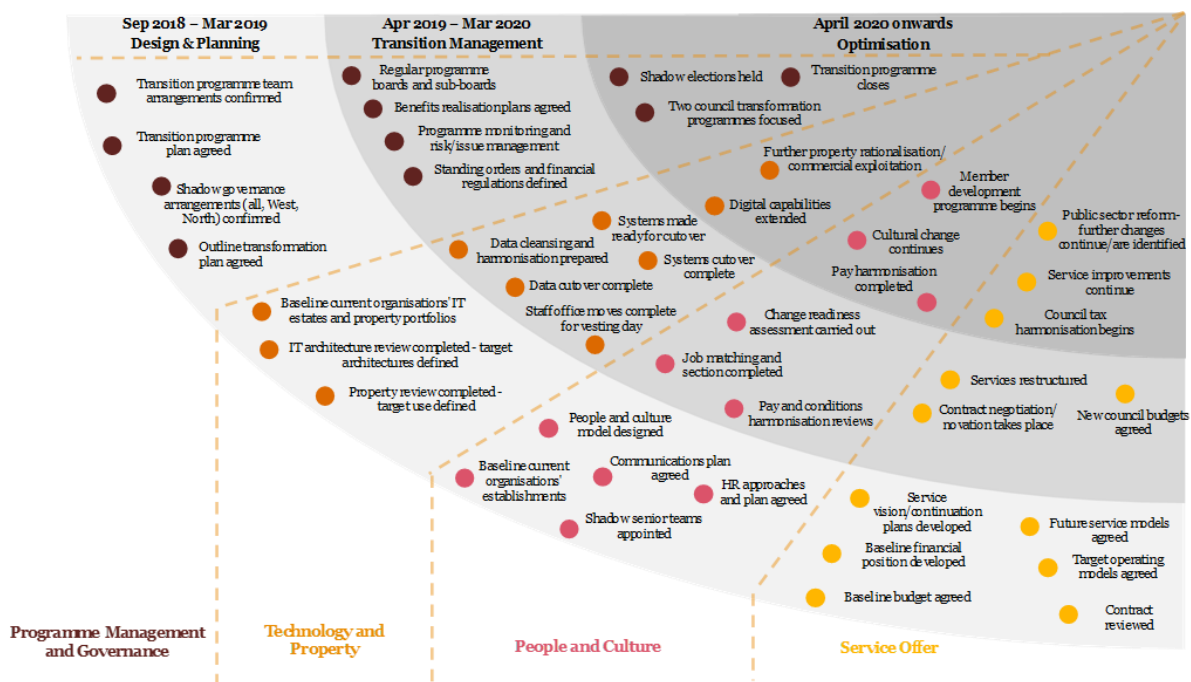 Sep 2018 – Mar 2019
Design & Planning
Apr 2019 – Mar 2020
Transition Management
April 2020 onwards
Optimisation
Transition programme team
arrangements confirmed
Transition programme
plan agreed
Shadow governance
arrangements (all, West,
North) confirmed
Outline transformation
plan agreed
Regular programme
boards and sub-boards
Benefits realisation plans agreed
Programme monitoring and
risk/issue management
Standing orders and financial
regulations defined
Shadow elections held
Transition programme
closes
Two council transformation
programmes focused
Further property rationalisation/
commercial exploitation
Digital capabilities
extended
Systems made
ready for cutover
Data cleansing and
harmonisation prepared
Systems cutover
complete
Data cutover complete
Staff office moves complete
for vesting day
Baseline current organisations' IT
estates and property portfolios
IT architecture review completed - target
architectures defined
Property review completed -
target use defined
Member
development
programme begins
Cultural change
continues
Pay harmonisation
completed
Change readiness
assessment carried out
Job matching and
section completed
Pay and conditions
harmonisation reviews
People and culture
model designed
Baseline current
organisations'
establishments
Communications plan
agreed
HR approaches
and plan agreed
Shadow senior teams
appointed
Public sector reform-
further changes
continue/are identified
Service improvements
continue
Council tax
harmonisation begins
Services restructured
Contract negotiation/
novation takes place
New council budgets
agreed
Service
vision/continuation
plans developed
Future service models
agreed
Baseline financial
position developed
Target operating
models agreed
Baseline budget agreed
Contract
reviewed
Programme Management
and Governance
Technology and
Property
People and Culture
Service Offer